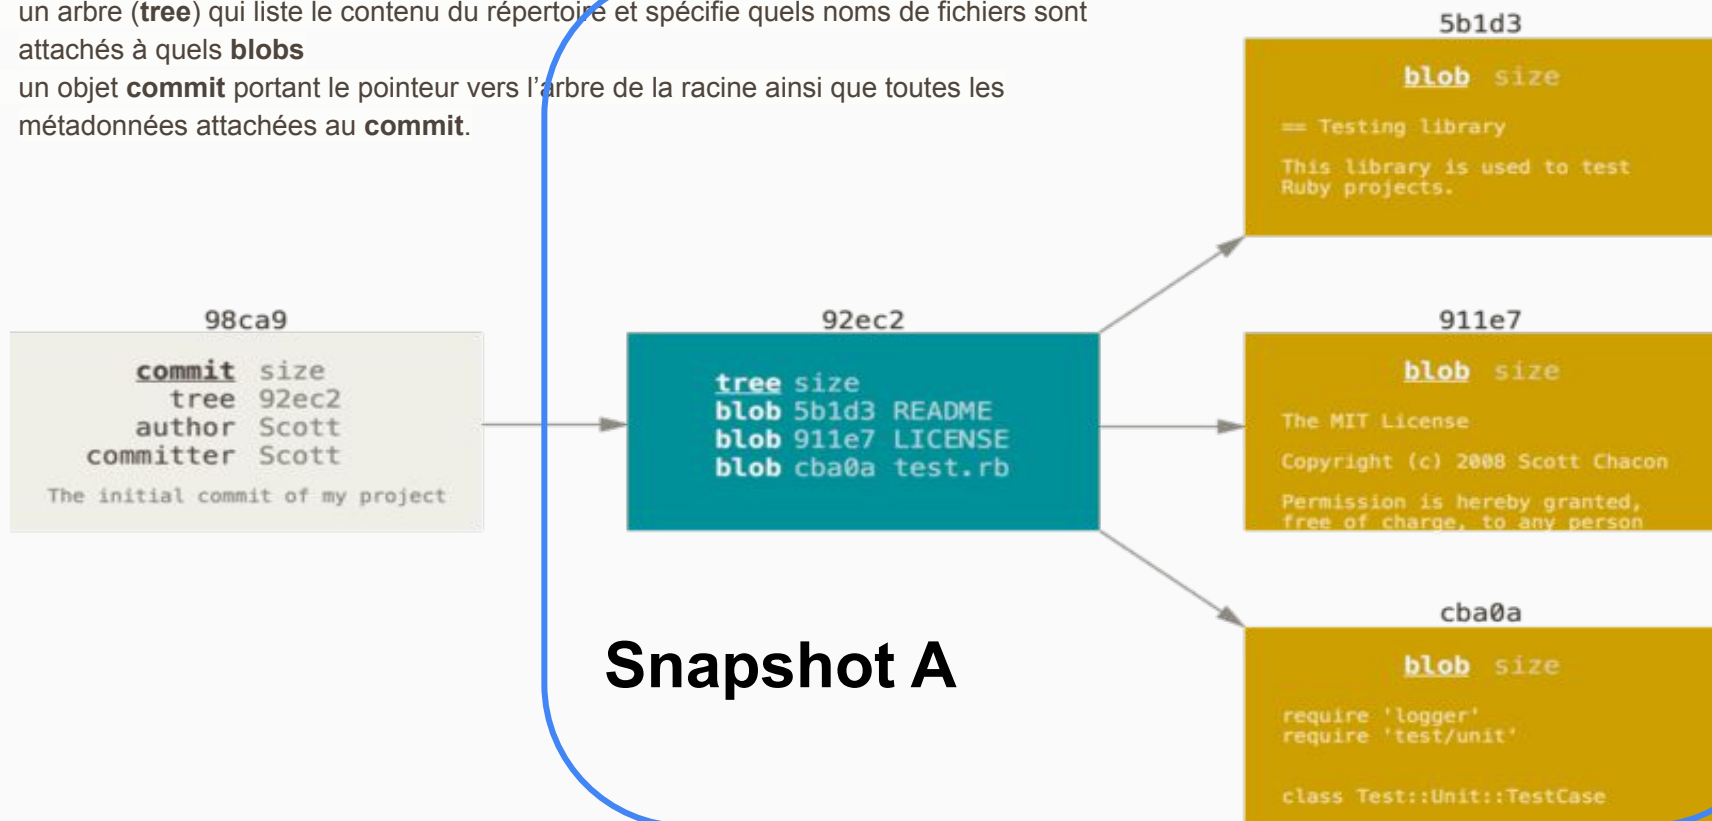 un arbre (tree) qui liste le contenu du répertoire et spécifie quels noms de fichiers sont
attachés à quels blobs
un objet commit portant le pointeur vers l'arbre de la racine ainsi que toutes les
métadonnées attachées au commit.
98ca9
commit size
tree 92ec2
author Scott
committer Scott
The initial commit of my project
92ec2
tree size
blob 5b1d3 README
blob 911e7 LICENSE
blob cba0a test.rb
Snapshot A
5b1d3
blob size
== Testing library
This library is used to test
Ruby projects.
911e7
blob size
The MIT License
Copyright (c) 2008 Scott Chacon
Permission is hereby granted,
free of charge, to any person
cba0a
blob size
require 'logger'
require 'test/unit'
class Test::Unit::TestCase